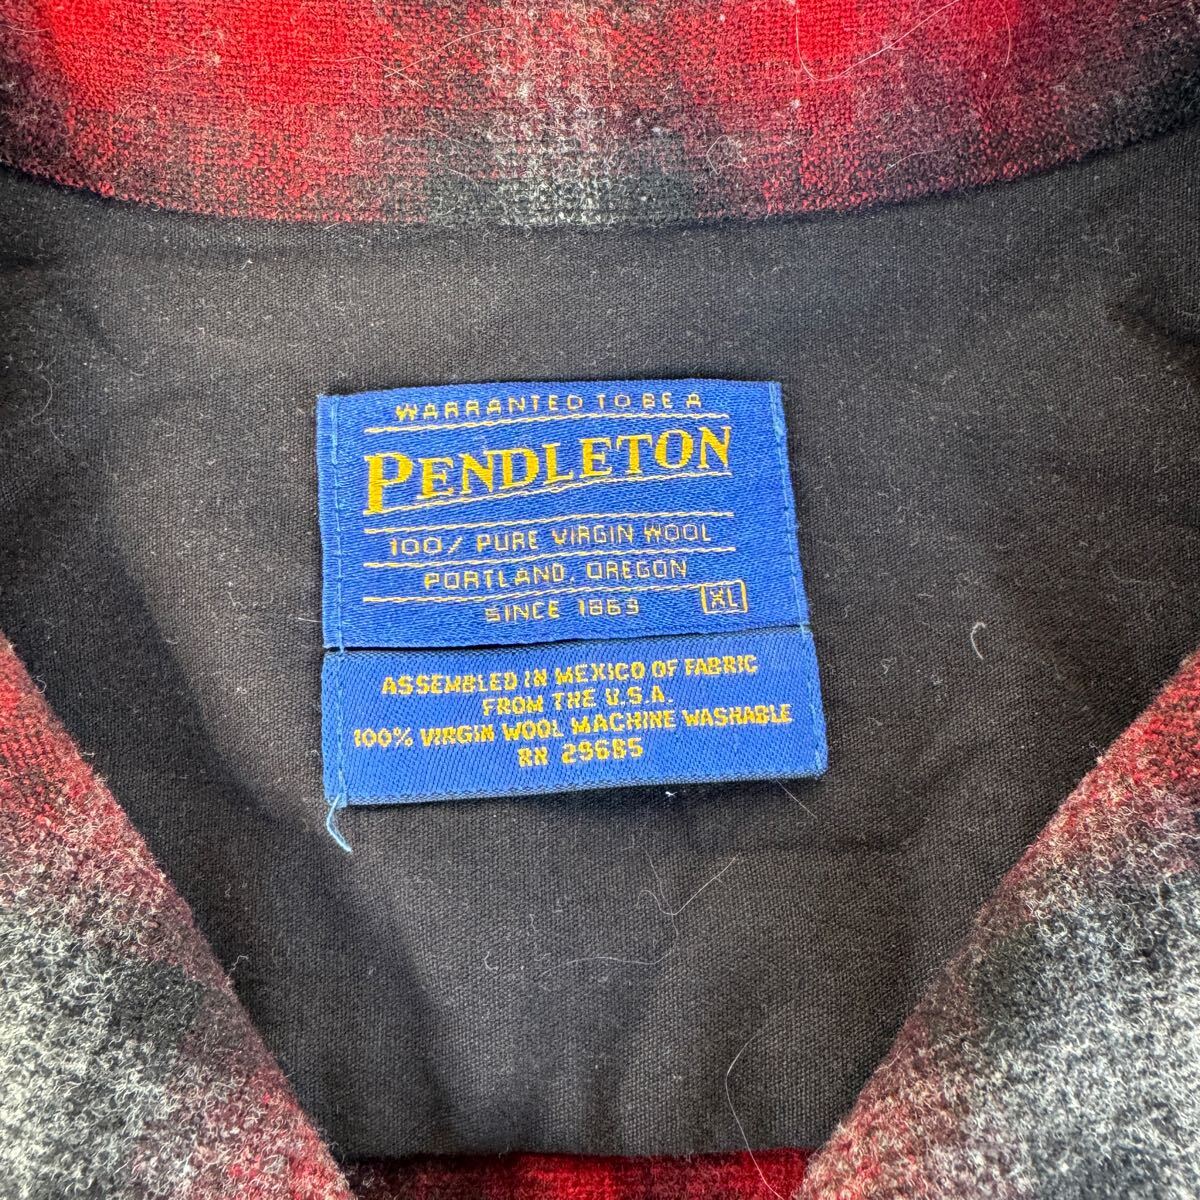 WARRANTED TO BE A
PENDLETON
100% PURE VIRGIN WOOL
PORTLAND, OREGON
SINCE 1863
XL
ASSEMBLED IN MEXICO OF FABRIC
FROM THE U.S.A.
100% VIRGIN WOOL MACHINE WASHABLE
RN 29685